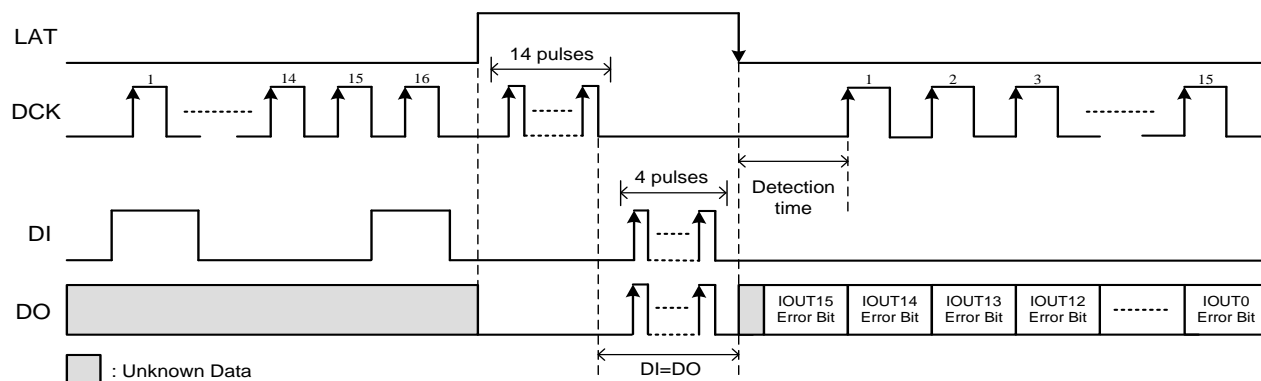 LAT
14 pulses
1 14 15 16 1 2 3 15
DCK
4 pulses
Detection
time
DI
DO
IOUT15 IOUT14 IOUT13 IOUT12 IOUT0
Error Bit Error Bit Error Bit Error Bit Error Bit
DI=DO
: Unknown Data